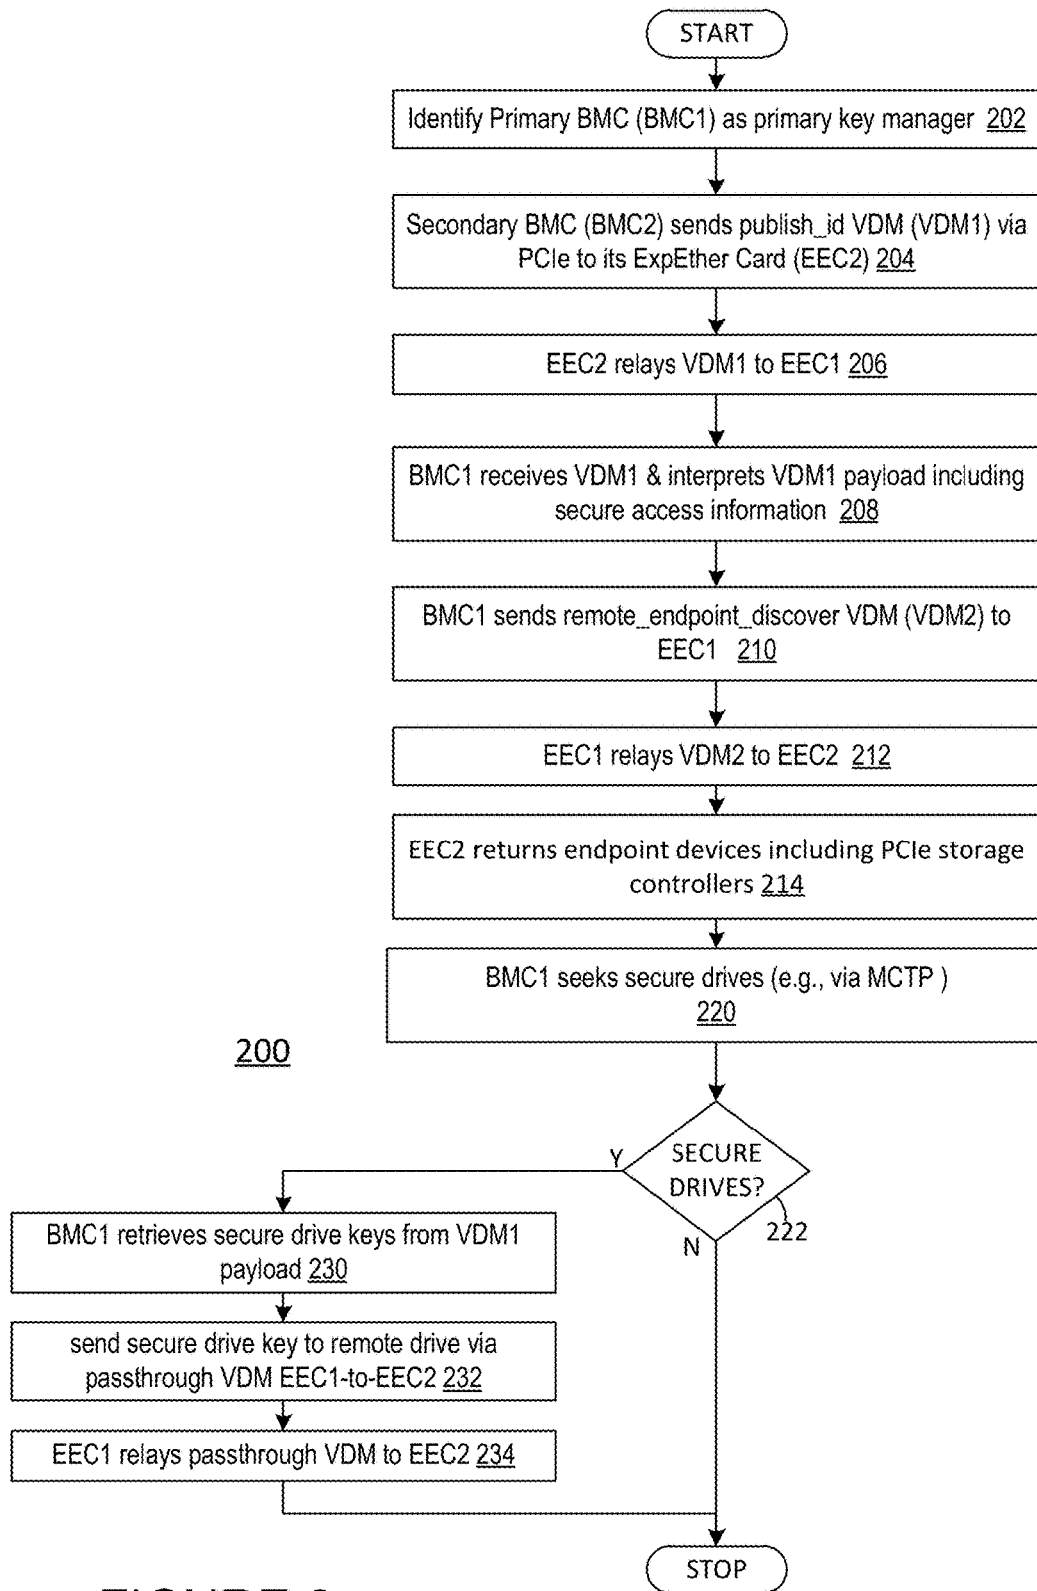 START
Identify Primary BMC (BMC1) as primary key manager 202
Secondary BMC (BMC2) sends publish_id VDM (VDM1) via
PCIe to its ExpEther Card (EEC2) 204
EEC2 relays VDM1 to EEC1 206
BMC1 receives VDM1 & interprets VDM1 payload including
secure access information 208
BMC1 sends remote_endpoint_discover VDM (VDM2) to
EEC1 210
EEC1 relays VDM2 to EEC2 212
EEC2 returns endpoint devices including PCIe storage
controllers 214
BMC1 seeks secure drives (e.g., via MCTP )
220
200
SECURE
DRIVES?
Y
222
N
BMC1 retrieves secure drive keys from VDM1
payload 230
send secure drive key to remote drive via
passthrough VDM EEC1-to-EEC2 232
EEC1 relays passthrough VDM to EEC2 234
STOP